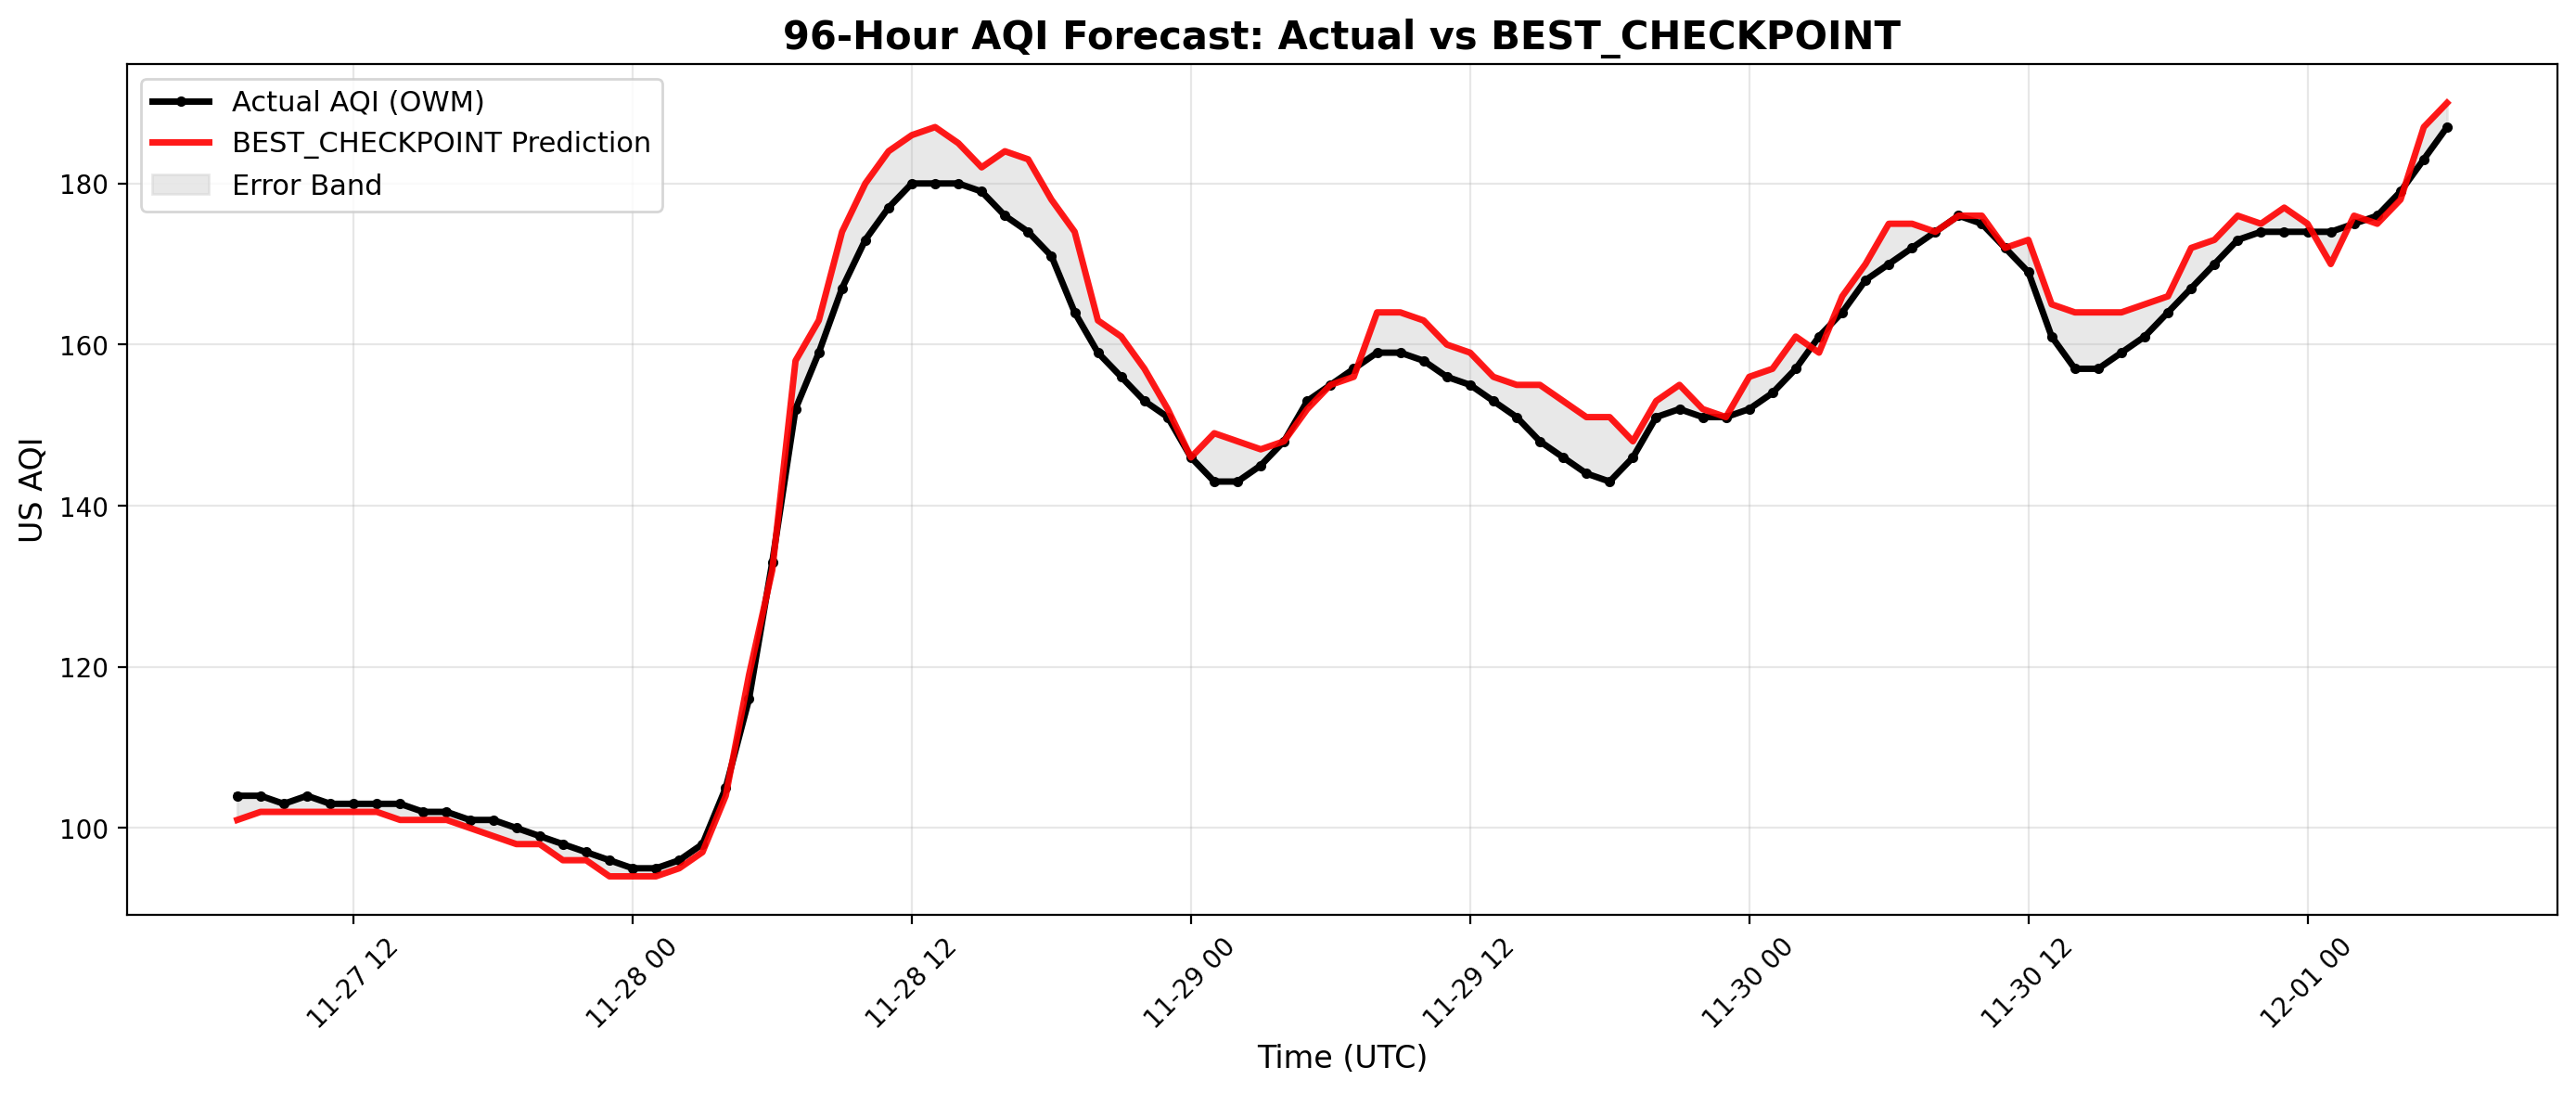 96-Hour AQI Forecast: Actual vs BEST_CHECKPOINT
Actual AQI (OWM)
BEST_CHECKPOINT Prediction
Error Band
US AQI
180
160
140
120
100
11-27 12
11-28 00
11-28 12
11-29 00
11-29 12
11-30 00
11-30 12
12-01 00
Time (UTC)